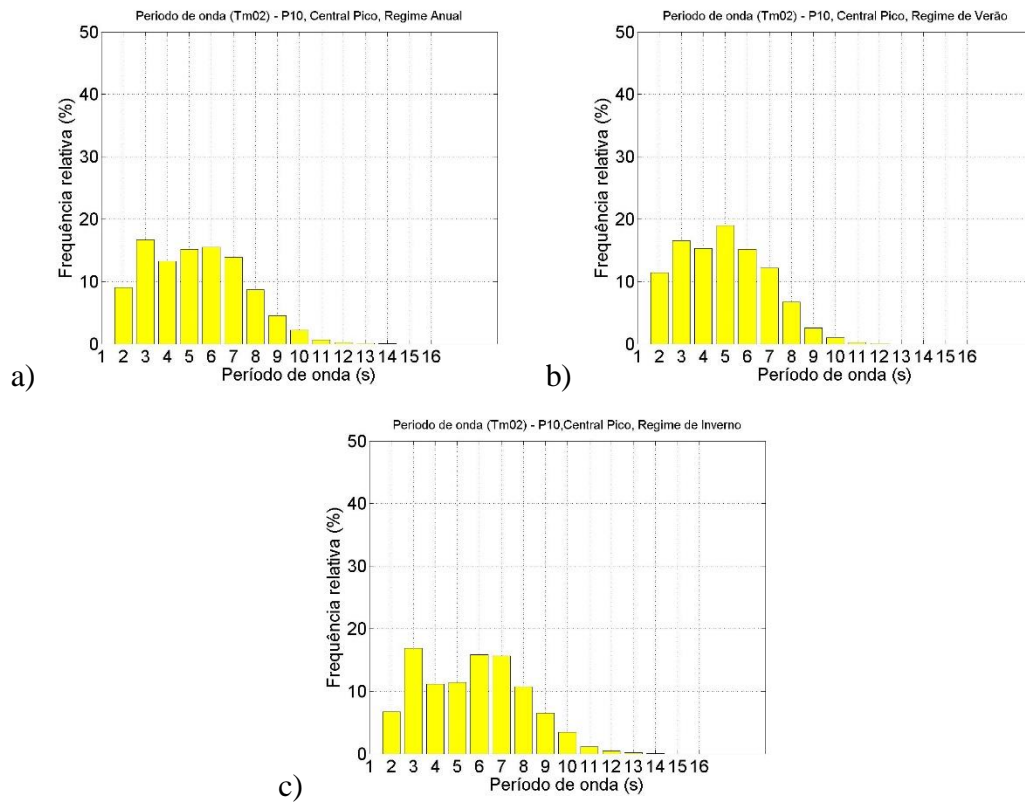 Periodo de onda (Tm02) - P10, Central Pico, Regime Anual
50
40
30
20
10
0
Frequência relativa (%)
1 2 3 4 5 6 7 8 9 10 11 12 13 14 15 16
Período de onda (s)
a)
Periodo de onda (Tm02) - P10, Central Pico, Regime de Verão
50
40
30
20
10
0
Frequência relativa (%)
1 2 3 4 5 6 7 8 9 10 11 12 13 14 15 16
Período de onda (s)
b)
Periodo de onda (Tm02) - P10,Central Pico, Regime de Inverno
50
40
30
20
10
0
Frequência relativa (%)
1 2 3 4 5 6 7 8 9 10 11 12 13 14 15 16
Período de onda (s)
c)